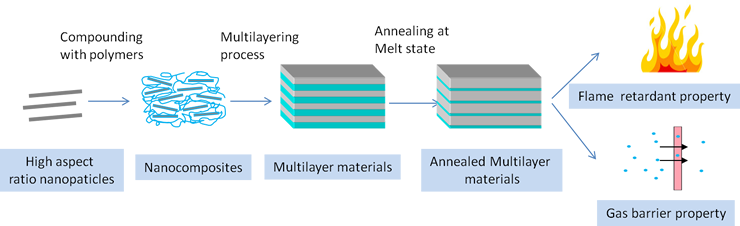 Compounding
with polymers
Multilayering
process
Annealing at
Melt state
High aspect
ratio nanopaticles
Nanocomposites
Multilayer materials
Annealed Multilayer
materials
Flame retardant property
Gas barrier property